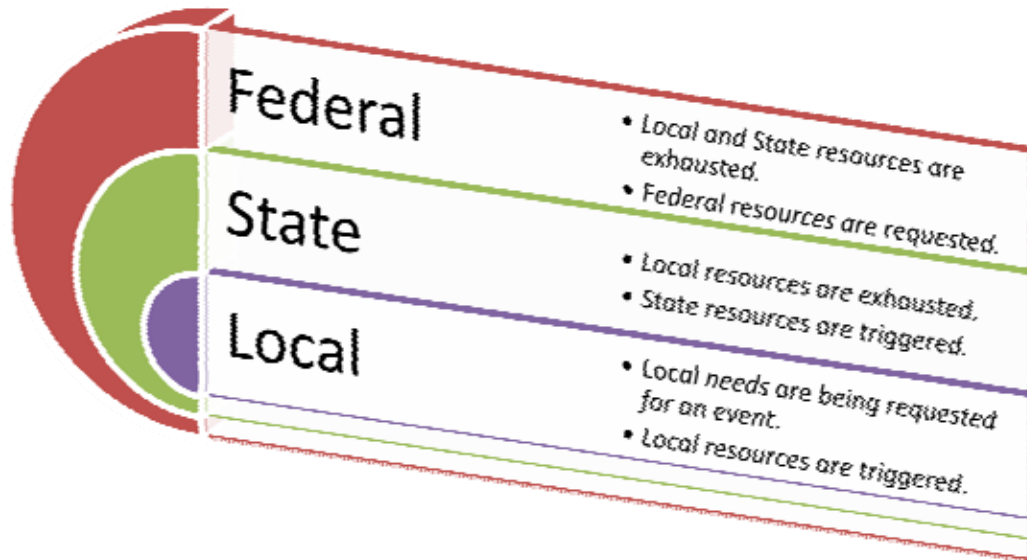 Federal
• Local and State resources are
exhausted.
• Federal resources are requested.
State
• Local resources are exhausted.
• State resources are triggered.
Local
• Local needs are being requested
for an event.
• Local resources are triggered.